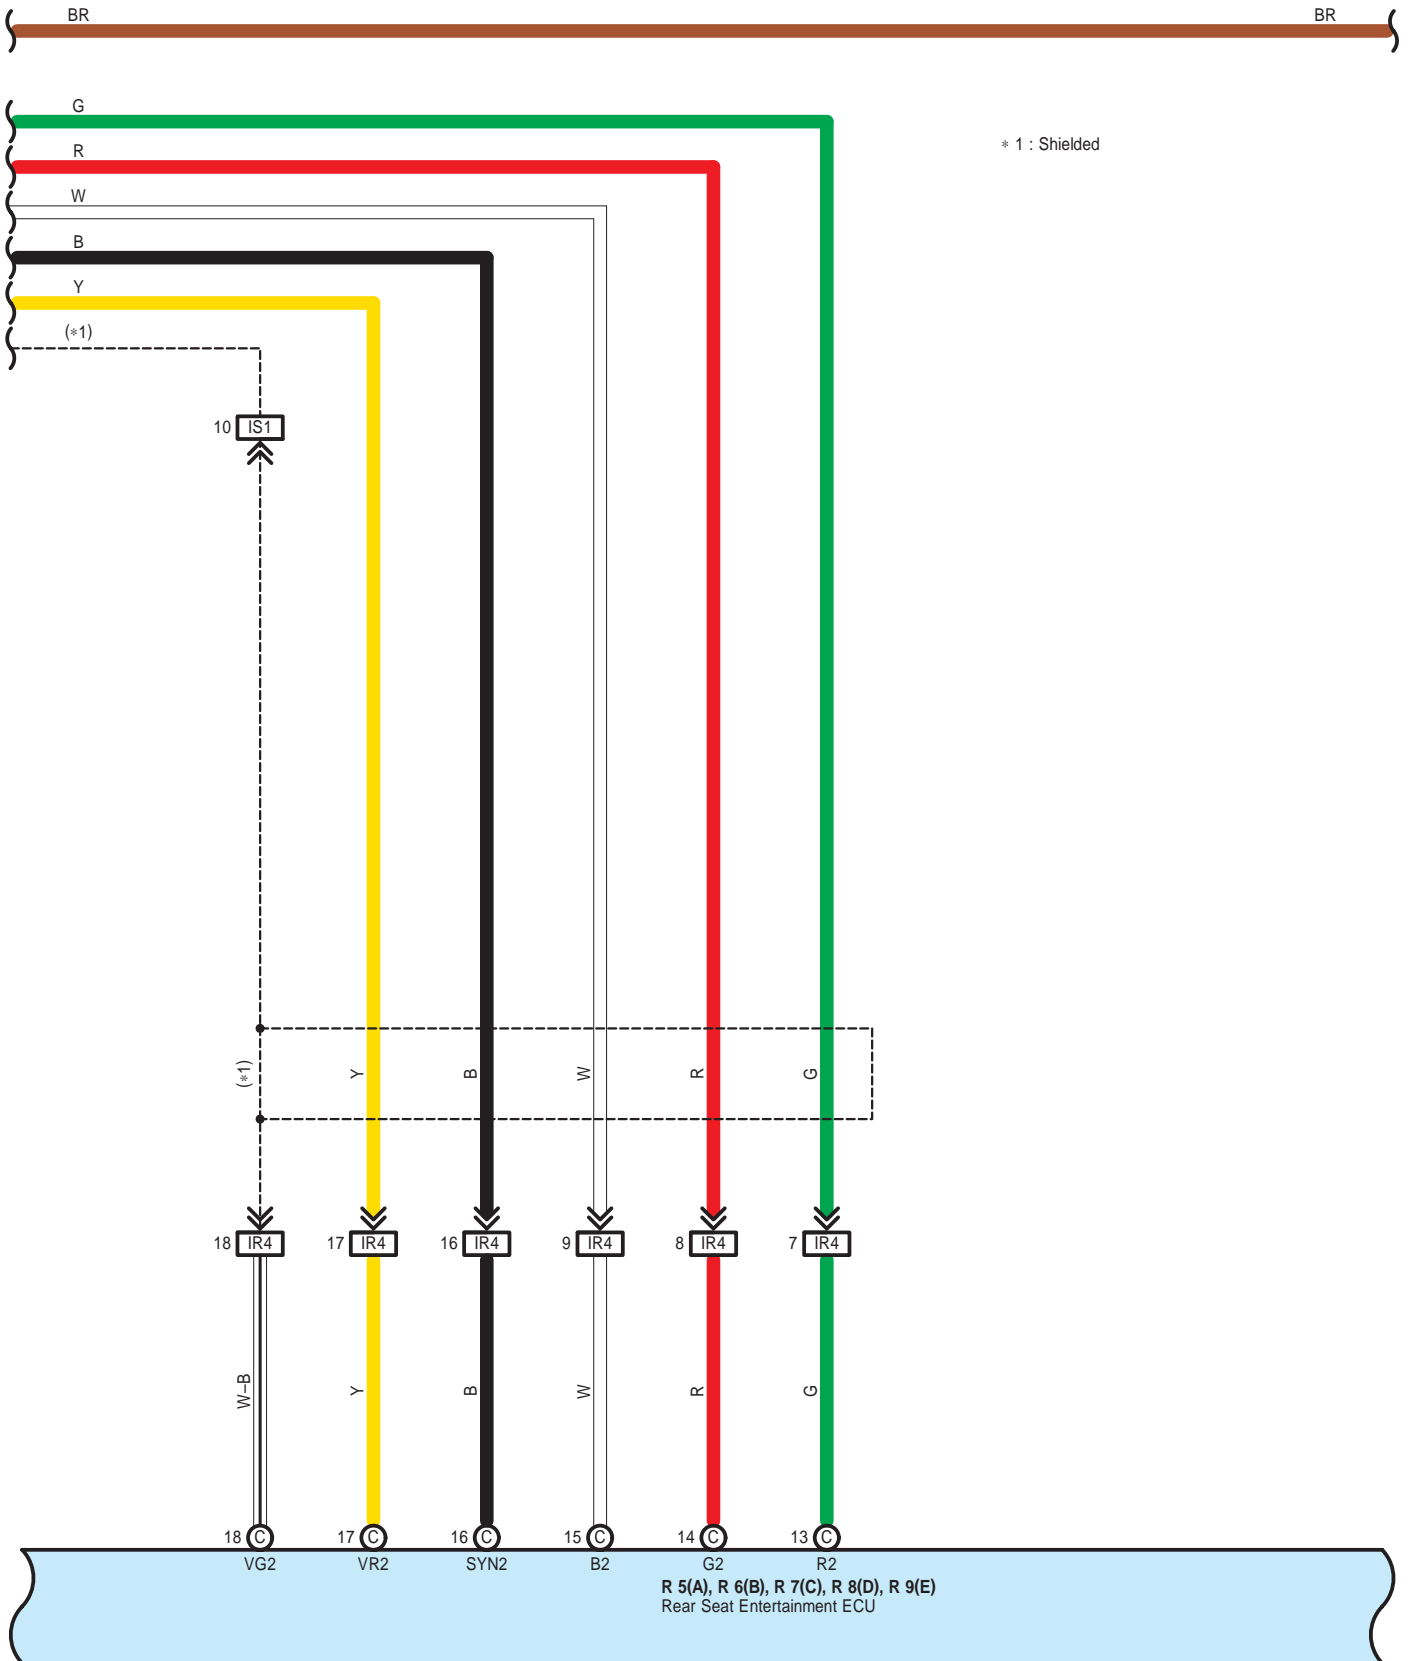 BR BR
G
R
∗ 1 : Shielded
W
B
Y
(∗1)
10 IS1
(∗1) Y B W R G
18 IR4 17 IR4 16 IR4 9 IR4 8 IR4 7 IR4
W–B Y B W R G
18 C 17 C 16 C 15 C 14 C 13 C
VG2 VR2 SYN2 B2 G2 R2
R 5(A), R 6(B), R 7(C), R 8(D), R 9(E)
Rear Seat Entertainment ECU